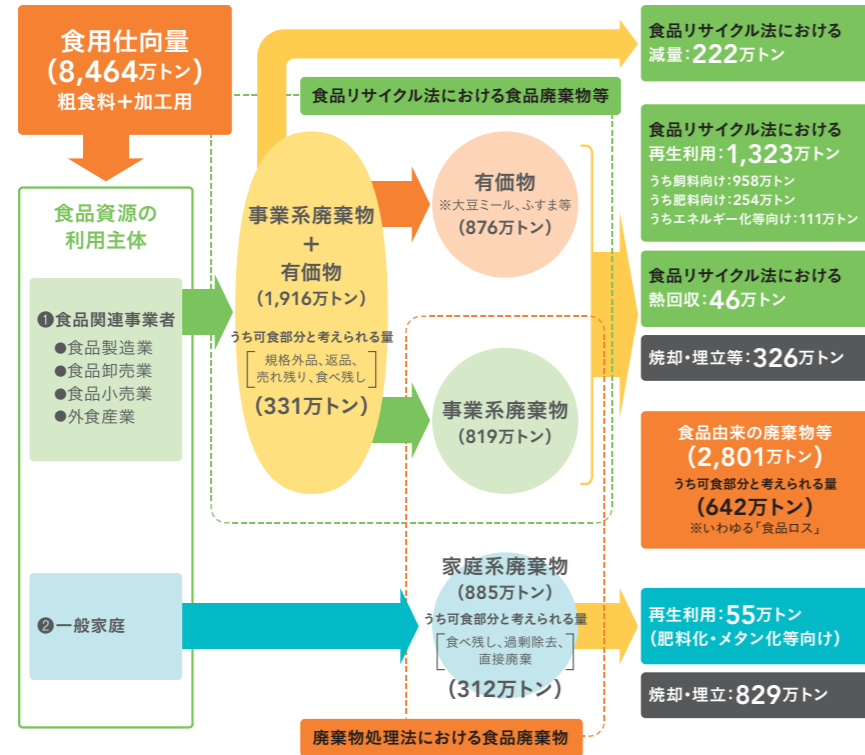 食用仕向量
(8,464万トン)
粗食料+加工用
食品資源の
利用主体
❶食品関連事業者
●食品製造業
●食品卸売業
●食品小売業
●外食産業
❷一般家庭
食品リサイクル法における食品廃棄物等
事業系廃棄物
+
有価物
(1,916万トン)
うち可食部分と考えられる量
[規格外品、返品、
売れ残り、食べ残し]
(331万トン)
有価物
※大豆ミール、ふすま等
(876万トン)
事業系廃棄物
(819万トン)
家庭系廃棄物
(885万トン)
うち可食部分と考えられる量
[食べ残し、過剰除去、
直接廃棄]
(312万トン)
廃棄物処理法における食品廃棄物
食品リサイクル法における
減量:222万トン
食品リサイクル法における
再生利用:1,323万トン
うち飼料向け:958万トン
うち肥料向け:254万トン
うちエネルギー化等向け:111万トン
食品リサイクル法における
熱回収:46万トン
焼却・埋立等:326万トン
食品由来の廃棄物等
(2,801万トン)
うち可食部分と考えられる量
(642万トン)
※いわゆる「食品ロス」
再生利用:55万トン
(肥料化・メタン化等向け)
焼却・埋立:829万トン